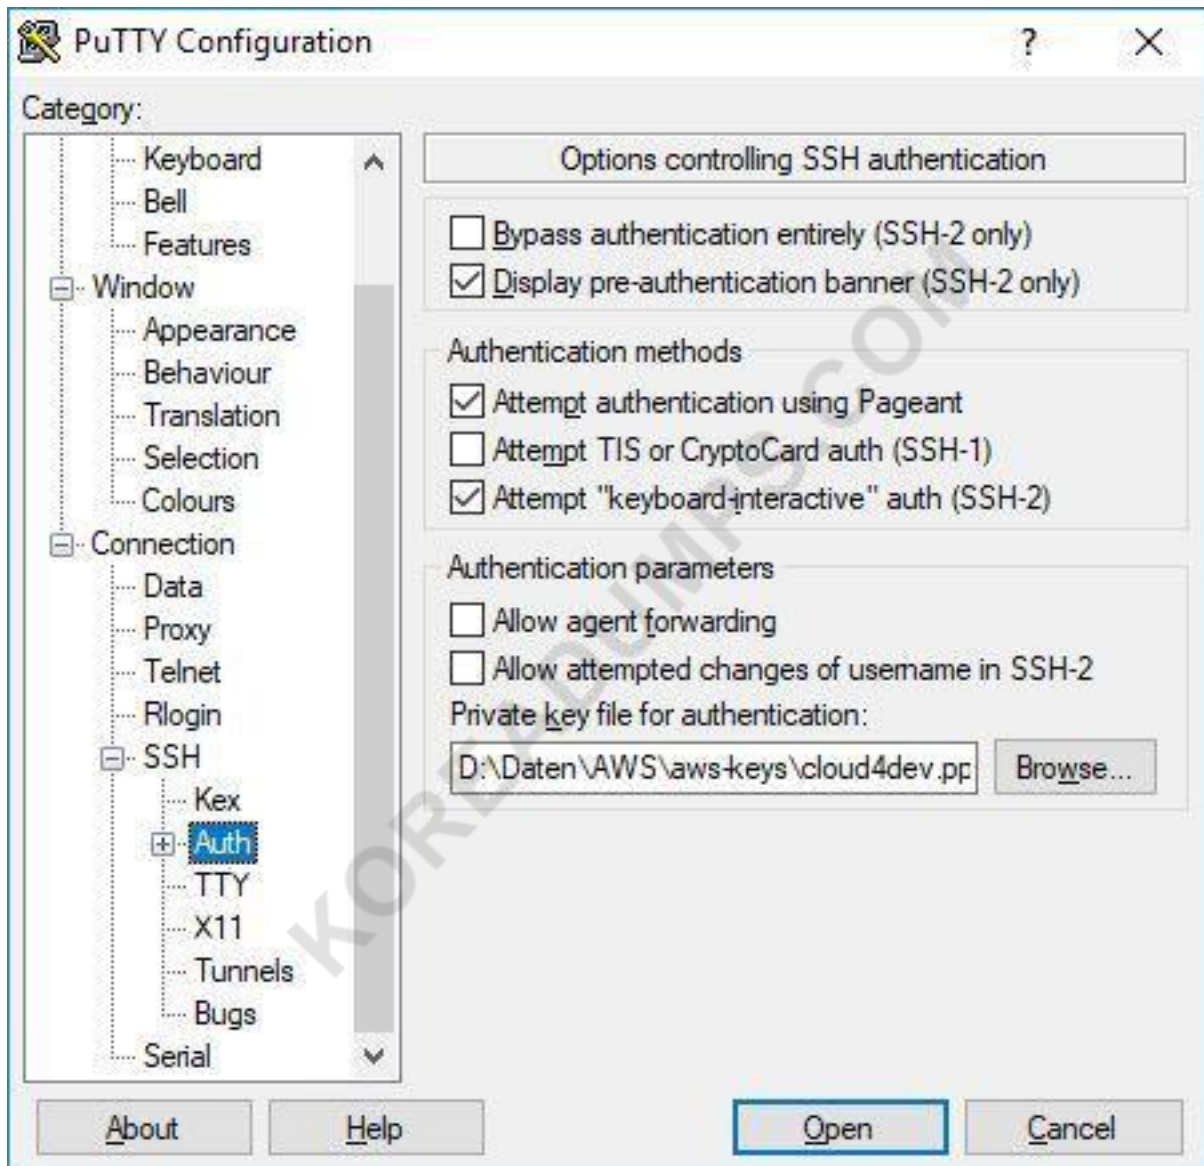 PuTTY Configuration
?
Category:
Keyboard
Bell
Features
Window
Appearance
Behaviour
Translation
Selection
Colours
Connection
Data
Proxy
Telnet
Rlogin
SSH
Kex
Auth
TTY
X11
Tunnels
Bugs
Serial
Options controlling SSH authentication
Bypass authentication entirely (SSH-2 only)
Display pre-authentication banner (SSH-2 only)
Authentication methods
Attempt authentication using Pageant
Attempt TIS or CryptoCard auth (SSH-1)
Attempt "keyboard-interactive" auth (SSH-2)
Authentication parameters
Allow agent forwarding
Allow attempted changes of username in SSH-2
Private key file for authentication:
D:\Daten\AWS\aws-keys\cloud4dev.pp
Browse...
About
Help
Open
Cancel
KOREADUMPS.COM